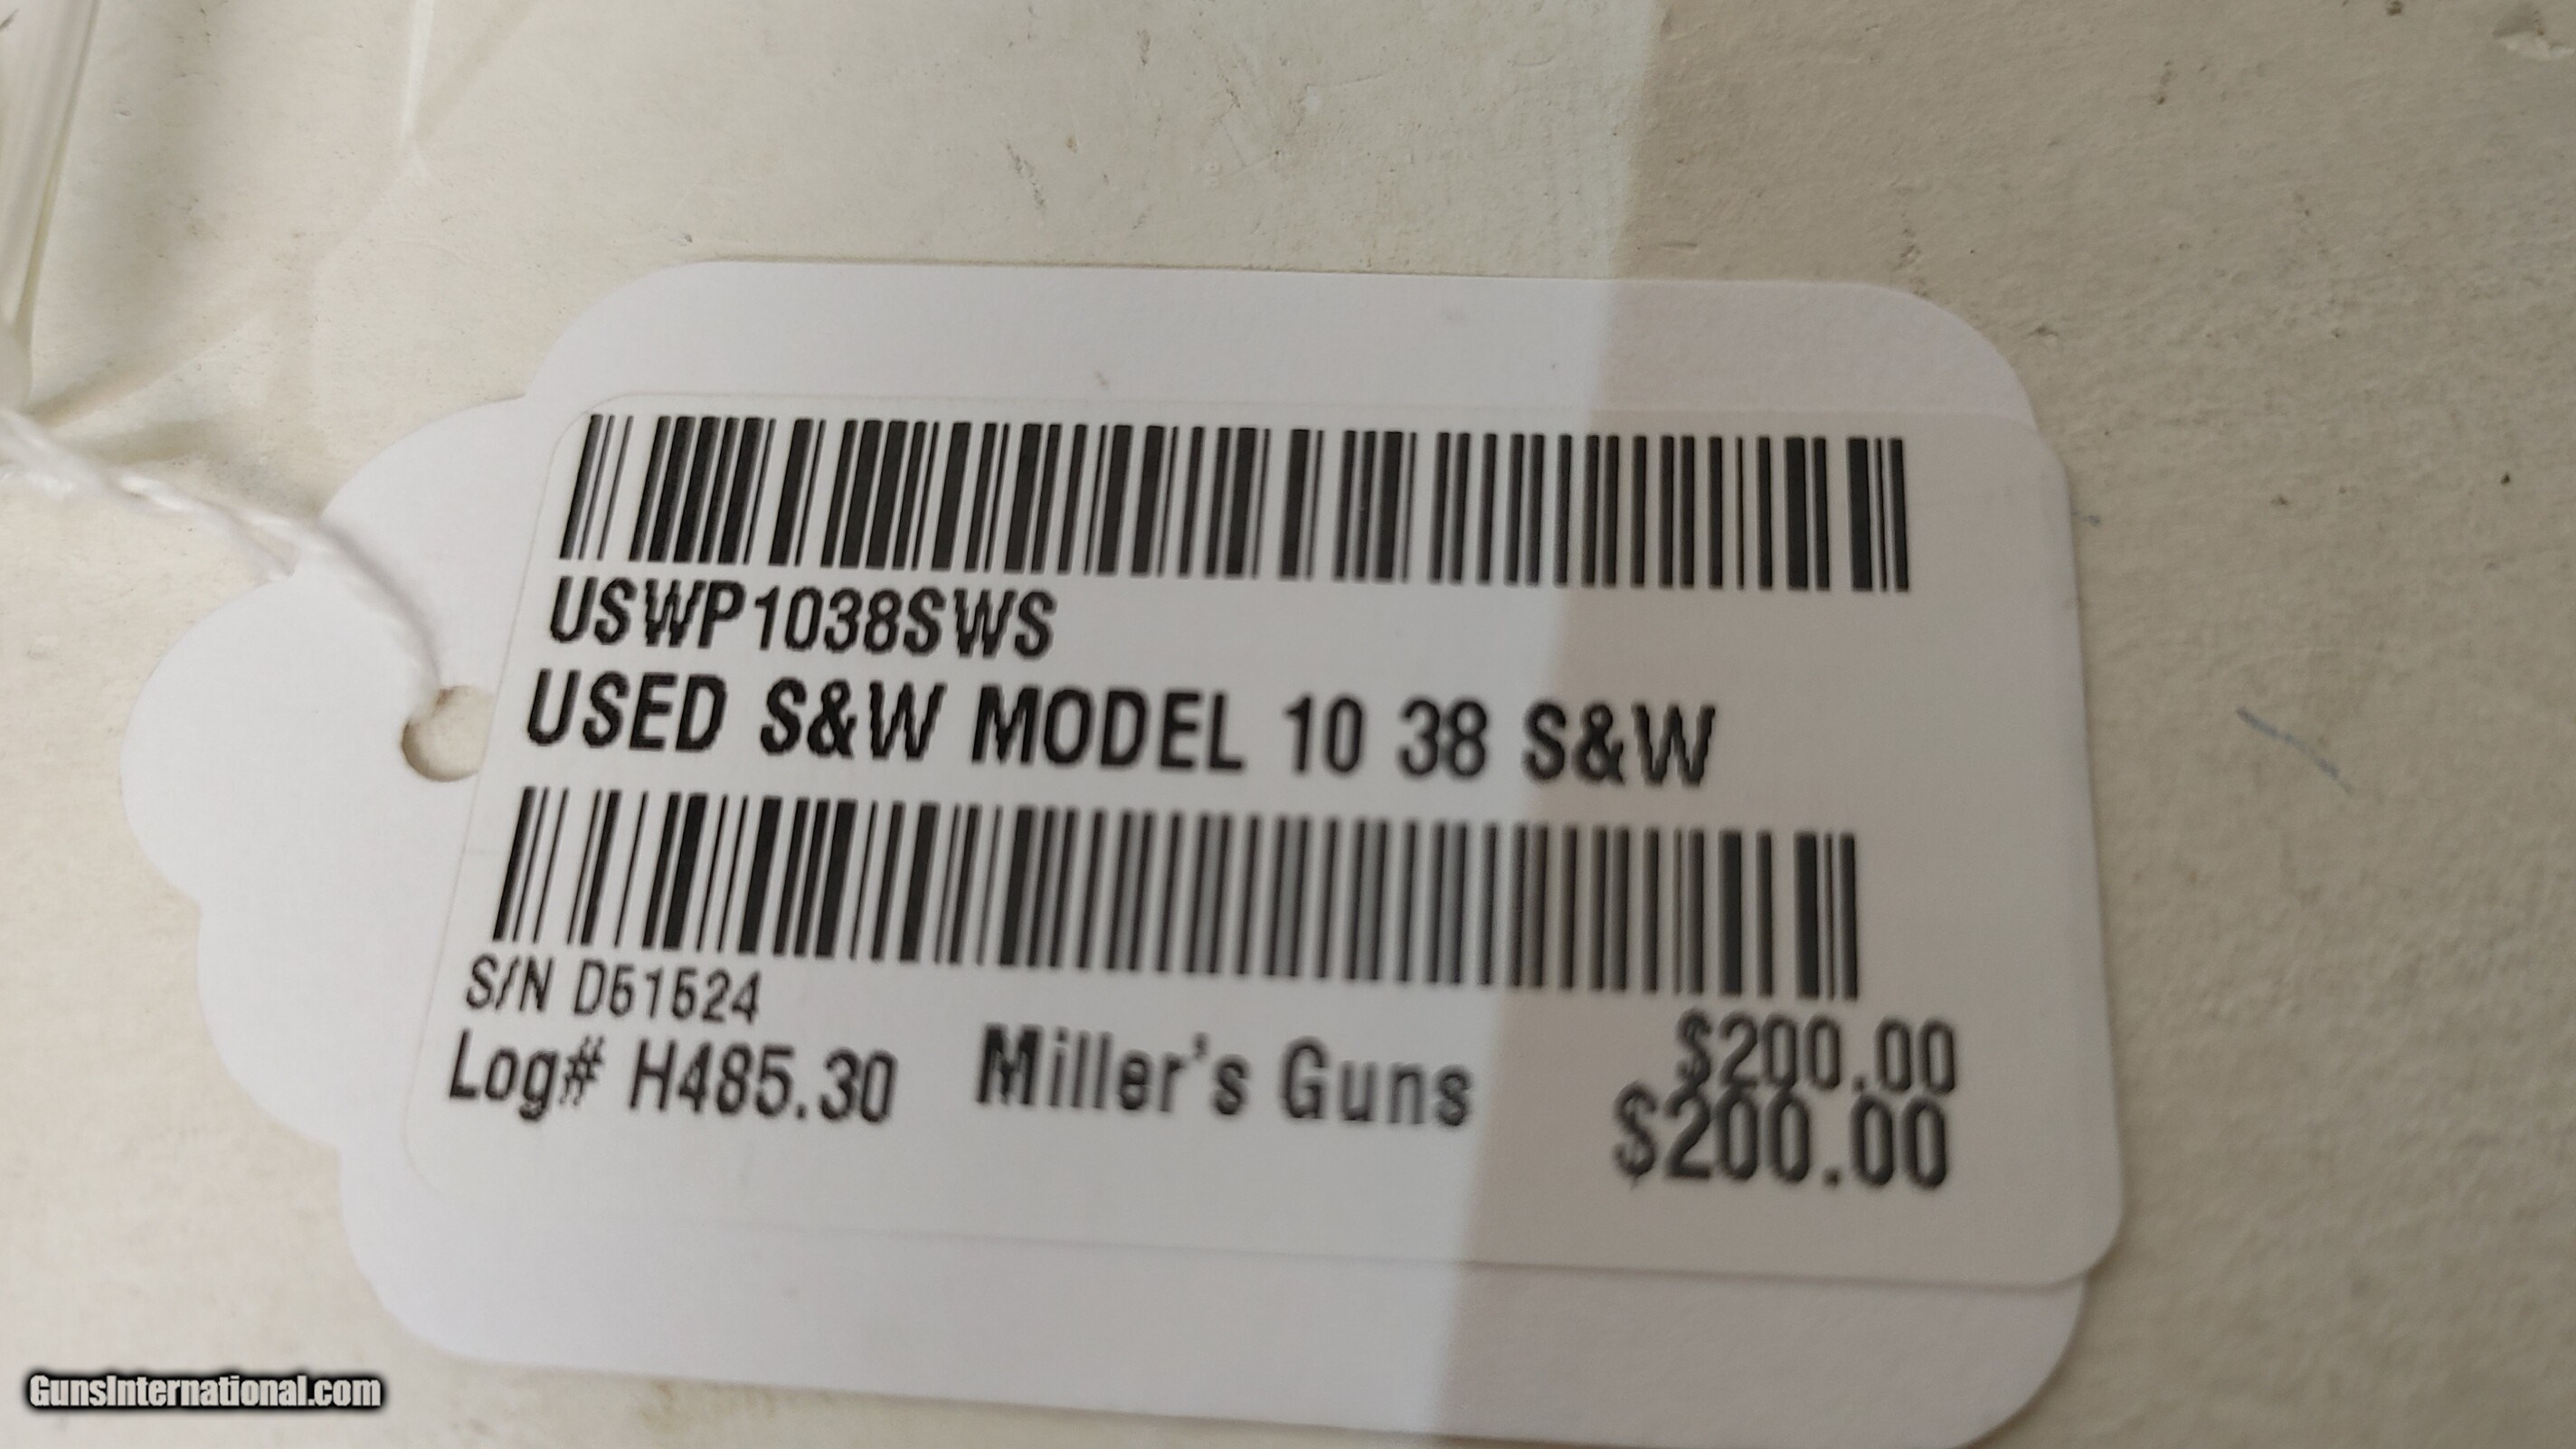 USWP1038SWS
USED S&W MODEL 10 38 S&W
S/N D51524
Log# H485.30 Miller's Guns $200.00
$200.00
GunsInternational.com